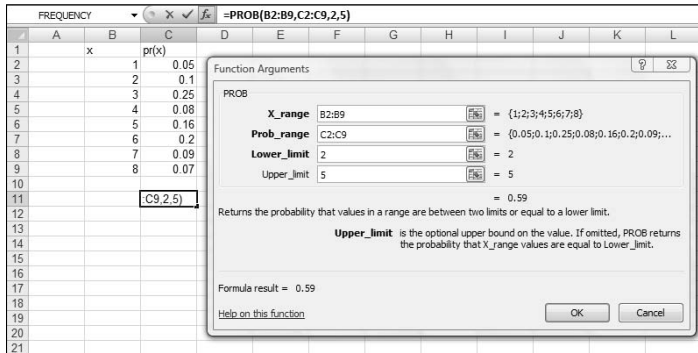 FREQUENCY fx =PROB(B2:B9,C2:C9,2,5)
A B C D E F G H I J K L
1 x pr(x)
2 1 0.05
3 2 0.1
4 3 0.25
5 4 0.08
6 5 0.16
7 6 0.2
8 7 0.09
9 8 0.07
10
11 :C9,2,5)
12
13
14
15
16
17
18
19
20
21
Function Arguments ?
PROB
X_range B2:B9 = {1;2;3;4;5;6;7;8}
Prob_range C2:C9 = {0.05;0.1;0.25;0.08;0.16;0.2;0.09;...
Lower_limit 2 = 2
Upper_limit 5 = 5
= 0.59
Returns the probability that values in a range are between two limits or equal to a lower limit.
Upper_limit is the optional upper bound on the value. If omitted, PROB returns
the probability that X_range values are equal to Lower_limit.
Formula result = 0.59
Help on this function OK Cancel